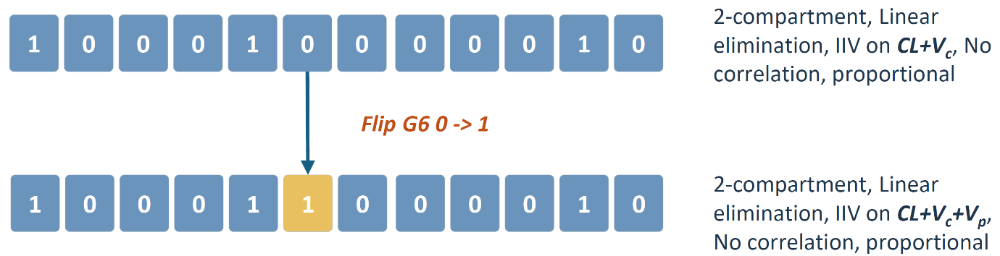 1 0 0 0 1 0 0 0 0 0 1 0
2-compartment, Linear
elimination, IIV on CL+Vc, No
correlation, proportional
Flip G6 0 -> 1
1 0 0 0 1 1 0 0 0 0 1 0
2-compartment, Linear
elimination, IIV on CL+Vc+Vp,
No correlation, proportional